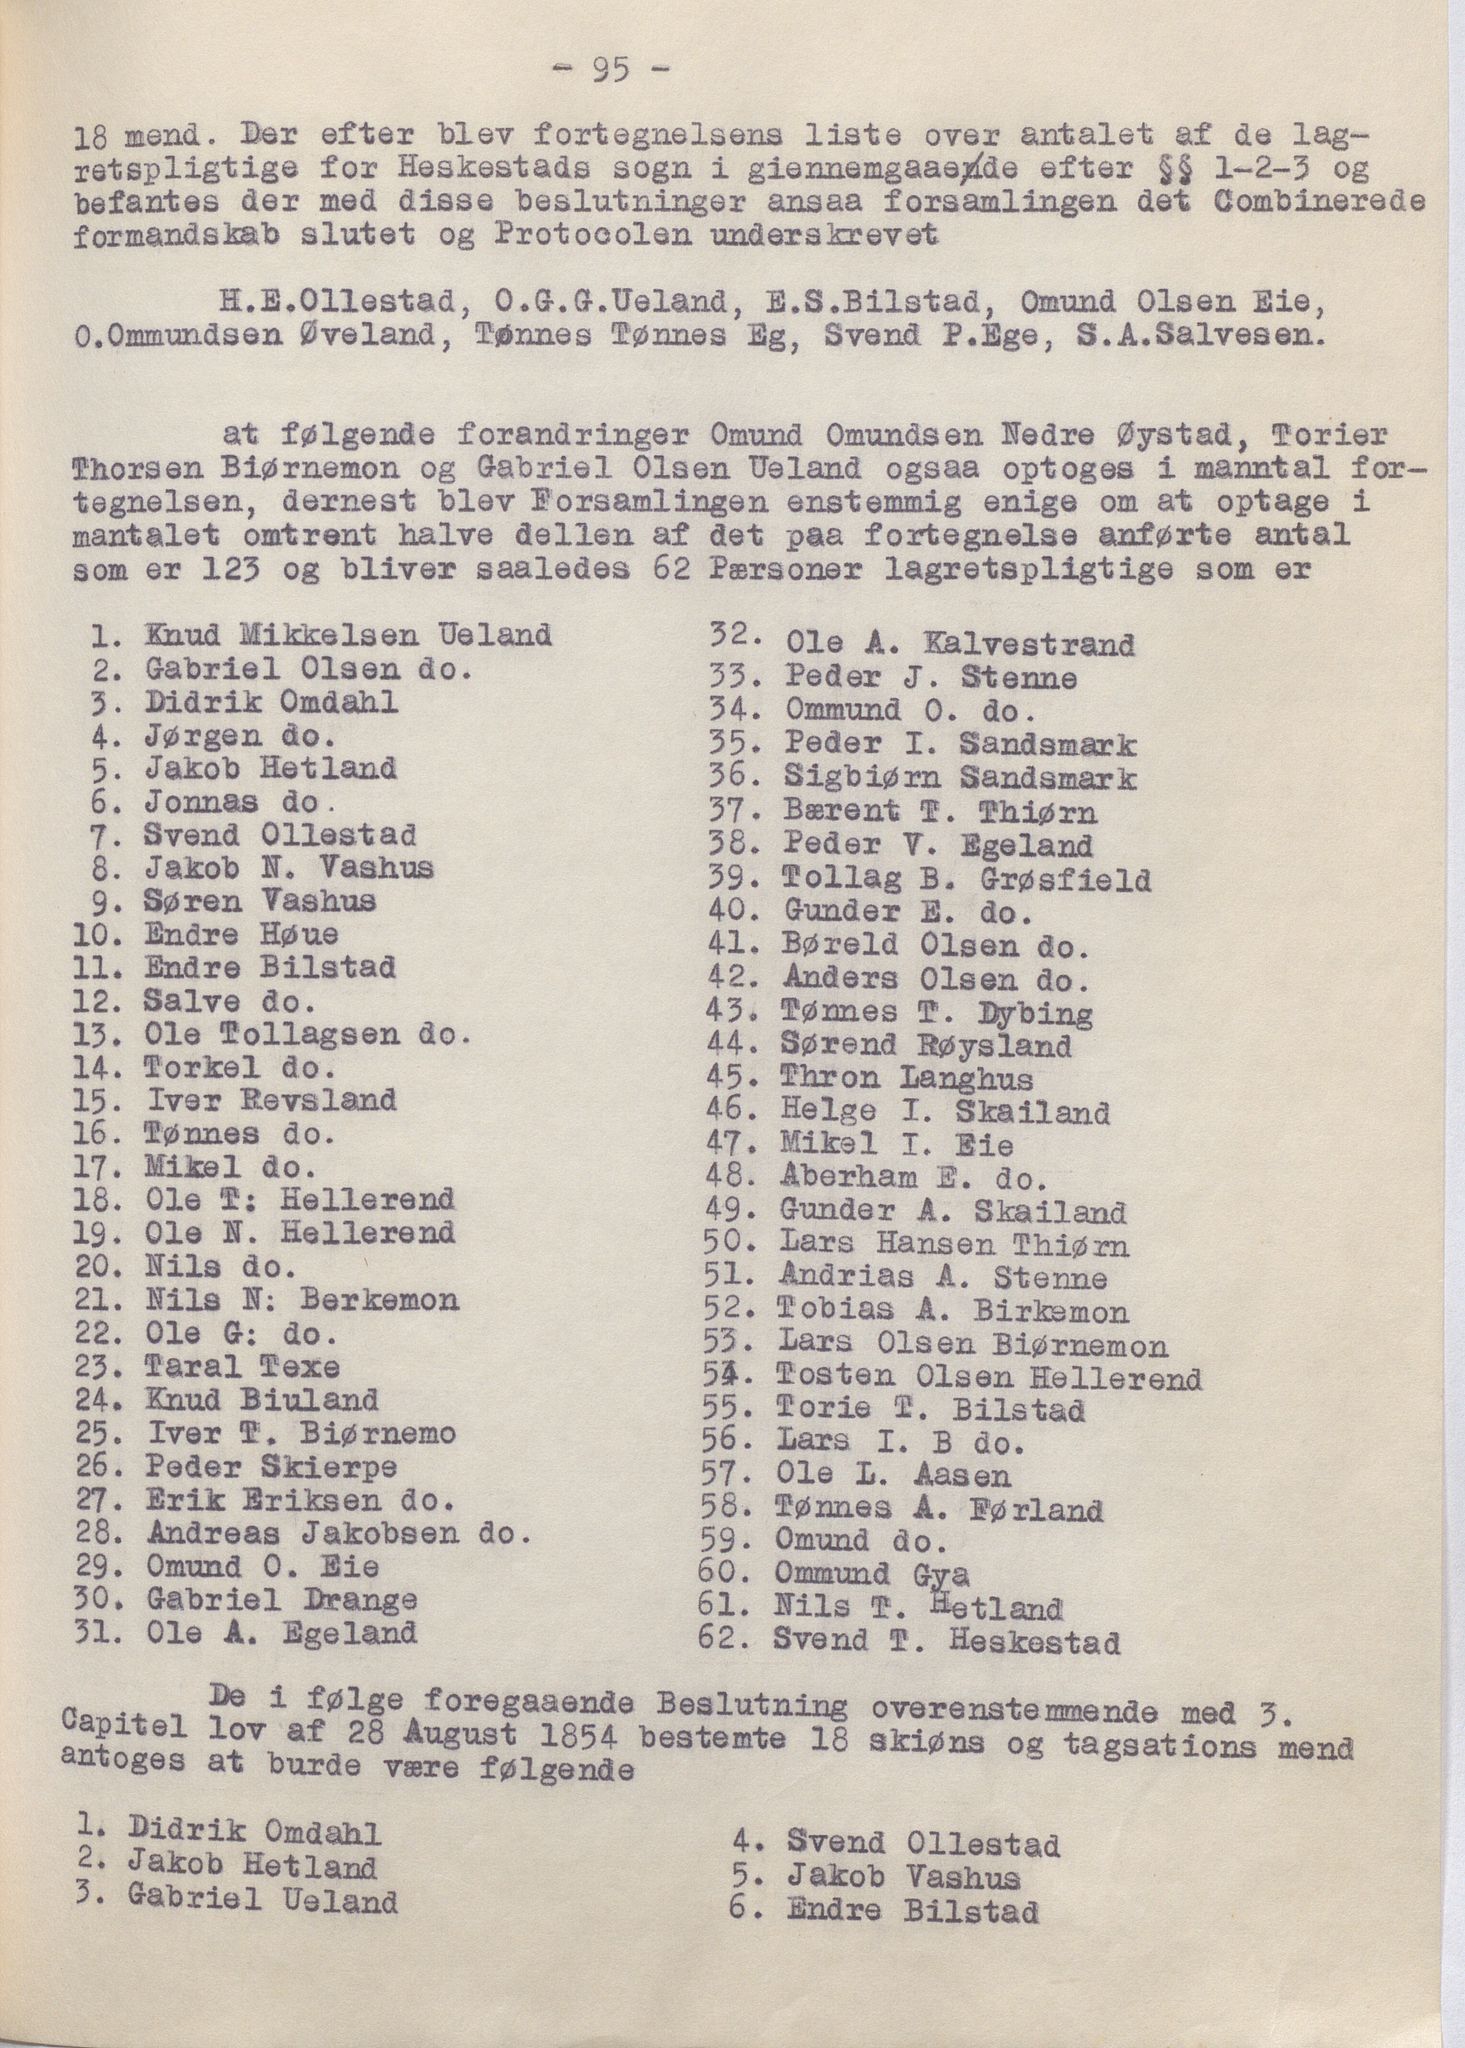 - 95 -
18 mend. Der efter blev fortegnelsens liste over antalet af de lag-
retspligtige for Heskestads sogn i giennemgaaende efter §§ 1-2-3 og
befantes der med disse beslutninger ansaa forsamlingen det Combinerede
formandskab slutet og Protocolen underskrevet
H.E.Ollestad, O.G.G.Ueland, E.S.Bilstad, Omund Olsen Eie,
O.Ommundsen Øveland, Tønnes Tønnes Eg, Svend P.Ege, S.A.Salvesen.
at følgende forandringer Omund Omundsen Nedre Øystad, Torier
Thorsen Biørnemon og Gabriel Olsen Ueland ogsaa optoges i manntal for-
tegnelsen, dernest blev Forsamlingen enstemmig enige om at optage i
mantalet omtrent halve dellen af det paa fortegnelse anførte antal
som er 123 og bliver saaledes 62 Pærsoner lagretspligtige som er
1. Knud Mikkelsen Ueland
2. Gabriel Olsen do.
3. Didrik Omdahl
4. Jørgen do.
5. Jakob Hetland
6. Jonnas do.
7. Svend Ollestad
8. Jakob N. Vashus
9. Søren Vashus
10. Endre Høue
11. Endre Bilstad
12. Salve do.
13. Ole Tollagsen do.
14. Torkel do.
15. Iver Revsland
16. Tønnes do.
17. Mikel do.
18. Ole T: Hellerend
19. Ole N. Hellerend
20. Nils do.
21. Nils N: Berkemon
22. Ole G: do.
23. Taral Texe
24. Knud Biuland
25. Iver T. Biørnemo
26. Peder Skierpe
27. Erik Eriksen do.
28. Andreas Jakobsen do.
29. Omund O. Eie
30. Gabriel Drange
31. Ole A. Egeland
32. Ole A. Kalvestrand
33. Peder J. Stenne
34. Ommund O. do.
35. Peder I. Sandsmark
36. Sigbiørn Sandsmark
37. Bærent T. Thiørn
38. Peder V. Egeland
39. Tollag B. Grøsfield
40. Gunder E. do.
41. Børeld Olsen do.
42. Anders Olsen do.
43. Tønnes T. Dybing
44. Sørend Røysland
45. Thron Langhus
46. Helge I. Skailand
47. Mikel I. Eie
48. Aberham E. do.
49. Gunder A. Skailand
50. Lars Hansen Thiørn
51. Andrias A. Stenne
52. Tobias A. Birkemon
53. Lars Olsen Biørnemon
54. Tosten Olsen Hellerend
55. Torie T. Bilstad
56. Lars I. B do.
57. Ole L. Aasen
58. Tønnes A. Førland
59. Omund do.
60. Ommund Gya
61. Nils T. Hetland
62. Svend T. Heskestad
De i følge foregaaende Beslutning overenstemmende med 3.
Capitel lov af 28 August 1854 bestemte 18 skiøns og tagsations mend
antoges at burde være følgende
1. Didrik Omdahl
2. Jakob Hetland
3. Gabriel Ueland
4. Svend Ollestad
5. Jakob Vashus
6. Endre Bilstad